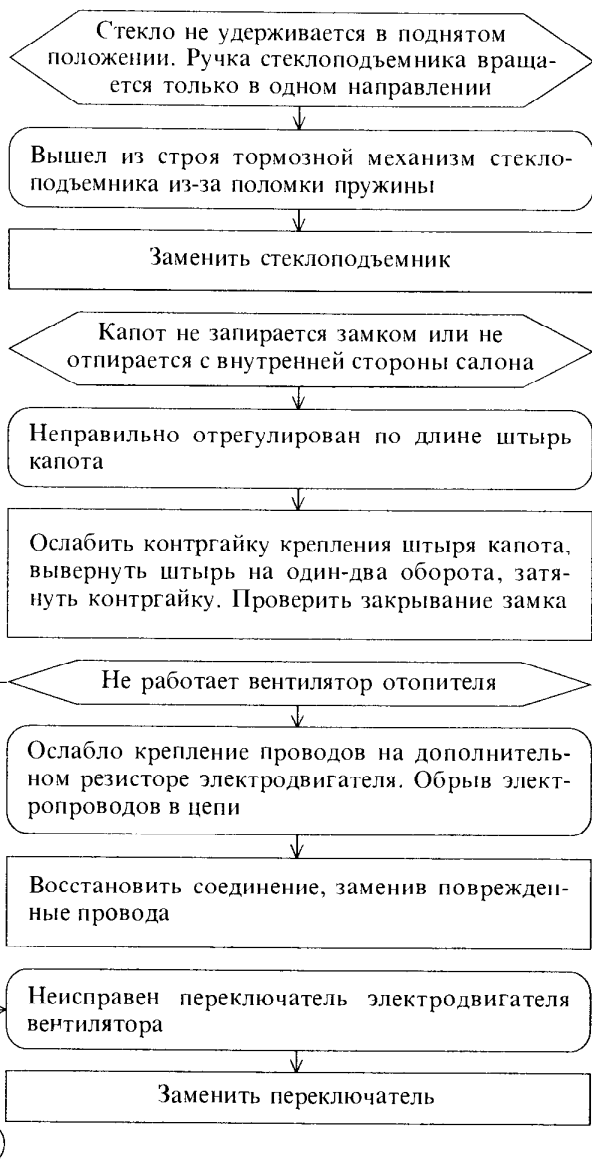 Стекло не удерживается в поднятом
положении. Ручка стеклоподъемника враща-
ется только в одном направлении
Вышел из строя тормозной механизм стекло-
подъемника из-за поломки пружины
Заменить стеклоподъемник
Капот не запирается замком или не
отпирается с внутренней стороны салона
Неправильно отрегулирован по длине штырь
капота
Ослабить контргайку крепления штыря капота,
вывернуть штырь на один-два оборота, затя-
нуть контргайку. Проверить закрывание замка
Не работает вентилятор отопителя
Ослабло крепление проводов на дополнитель-
ном резисторе электродвигателя. Обрыв элект-
ропроводов в цепи
Восстановить соединение, заменив поврежден-
ные провода
Неисправен переключатель электродвигателя
вентилятора
Заменить переключатель